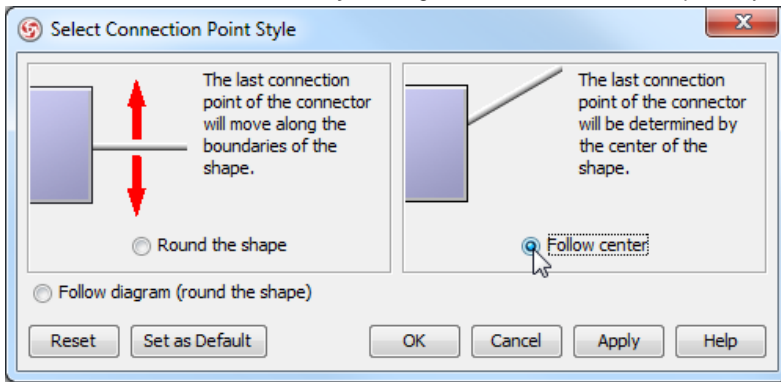 Select Connection Point Style
The last connection
point of the connector
will move along the
boundaries of the
shape.
Round the shape
The last connection
point of the connector
will be determined by
the center of the
shape.
Follow center
Follow diagram (round the shape)
Reset Set as Default OK Cancel Apply Help